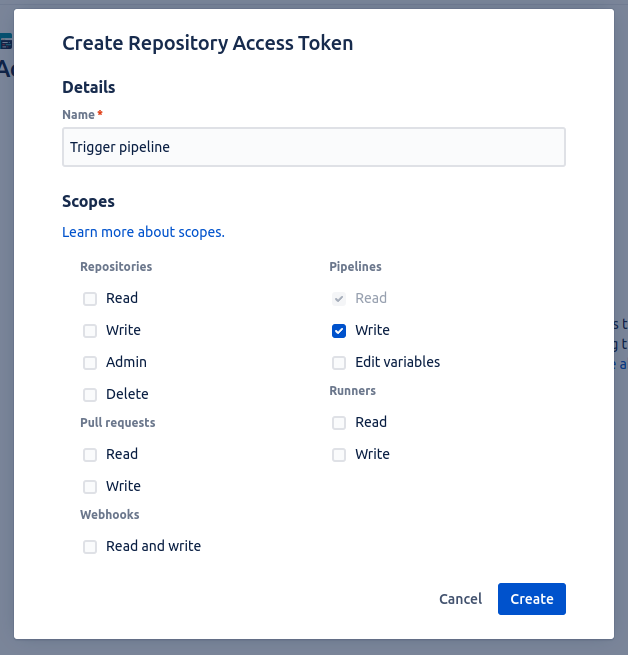 Create Repository Access Token
Details
Name *
Trigger pipeline
Scopes
Learn more about scopes.
Repositories
Read
Write
Admin
Delete
Pull requests
Read
Write
Webhooks
Read and write
Pipelines
Read
Write
Edit variables
Runners
Read
Write
Cancel
Create